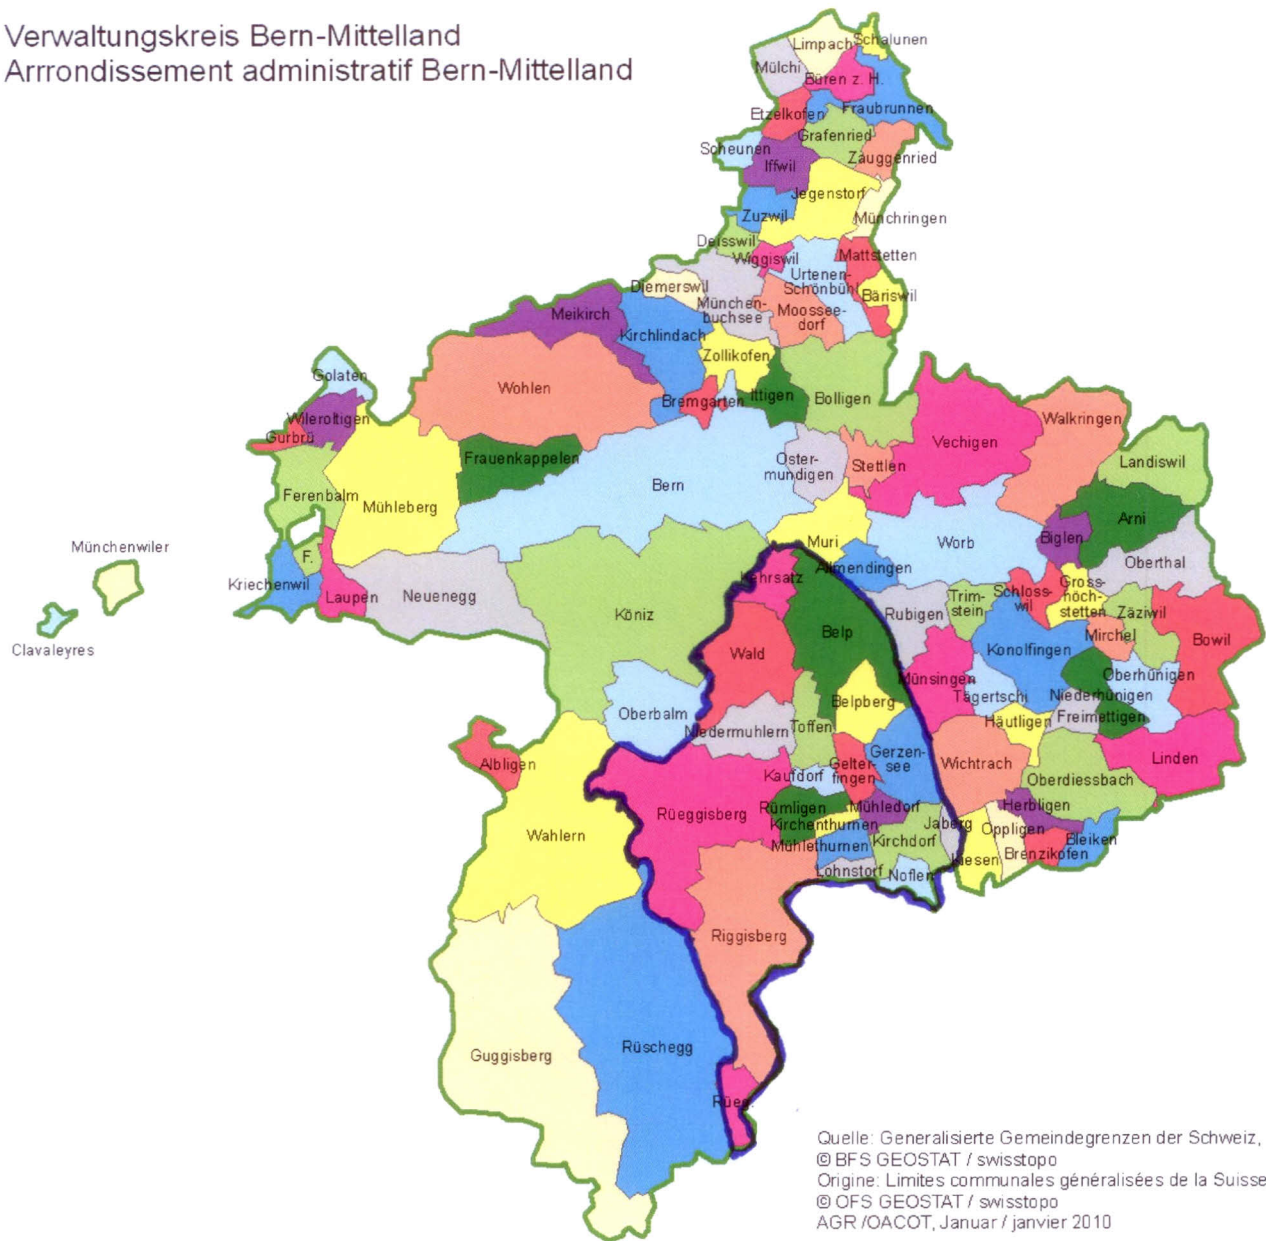 Verwaltungskreis Bern-Mittelland
Arrrondissement administratif Bern-Mittelland
Limpach
Schalunen
Mülchi
Büren z. H.
Etzelkofen
Fraubrunnen
Grafenried
Scheunen
Zauggenried
Iffwil
Jegenstorf
Zuzwil
Münchringen
Deisswil
Wiggiswil
Mattstetten
Urtenen-
Schönbühl
Diemerswil
Bäriswil
München-
buchsee
Moossee-
dorf
Meikirch
Kirchlindach
Zollikofen
Golaten
Wohlen
Bremgarten
Ittigen
Bolligen
Wileroltigen
Gurbrü
Walkringen
Vechigen
Frauenkappelen
Oster-
mundigen
Stettlen
Landiswil
Bern
Ferenbalm
Mühleberg
Arni
Muri
Worb
Biglen
Münchenwiler
F.
Allmendingen
Oberthal
Kriechenwil
Laupen
Neuenegg
Kehrsatz
Köniz
Rubigen
Trim-
stein
Schloss-
wil
Gross-
höch-
stetten
Zäziwil
Belp
Mirchel
Bowil
Clavaleyres
Wald
Konolfingen
Münsingen
Tägertschi
Oberhünigen
Niederhünigen
Oberbalm
Belpberg
Freimettigen
Häutligen
Niedermuhlern
Toffen
Gerzen-
see
Albligen
Gelter-
fingen
Wichtrach
Linden
Kaufdorf
Oberdiessbach
Rüeggisberg
Rümligen
Mühledorf
Herbligen
Kirchenthurnen
Jaberg
Oppligen
Wahlern
Mühlethurnen
Kirchdorf
Bleiken
Kiesen
Brenzikofen
Lohnstorf
Noflen
Riggisberg
Guggisberg
Rüschegg
Rüeg.
Quelle: Generalisierte Gemeindegrenzen der Schweiz,
© BFS GEOSTAT / swisstopo
Origine: Limites communales généralisées de la Suisse
© OFS GEOSTAT / swisstopo
AGR /OACOT, Januar / janvier 2010